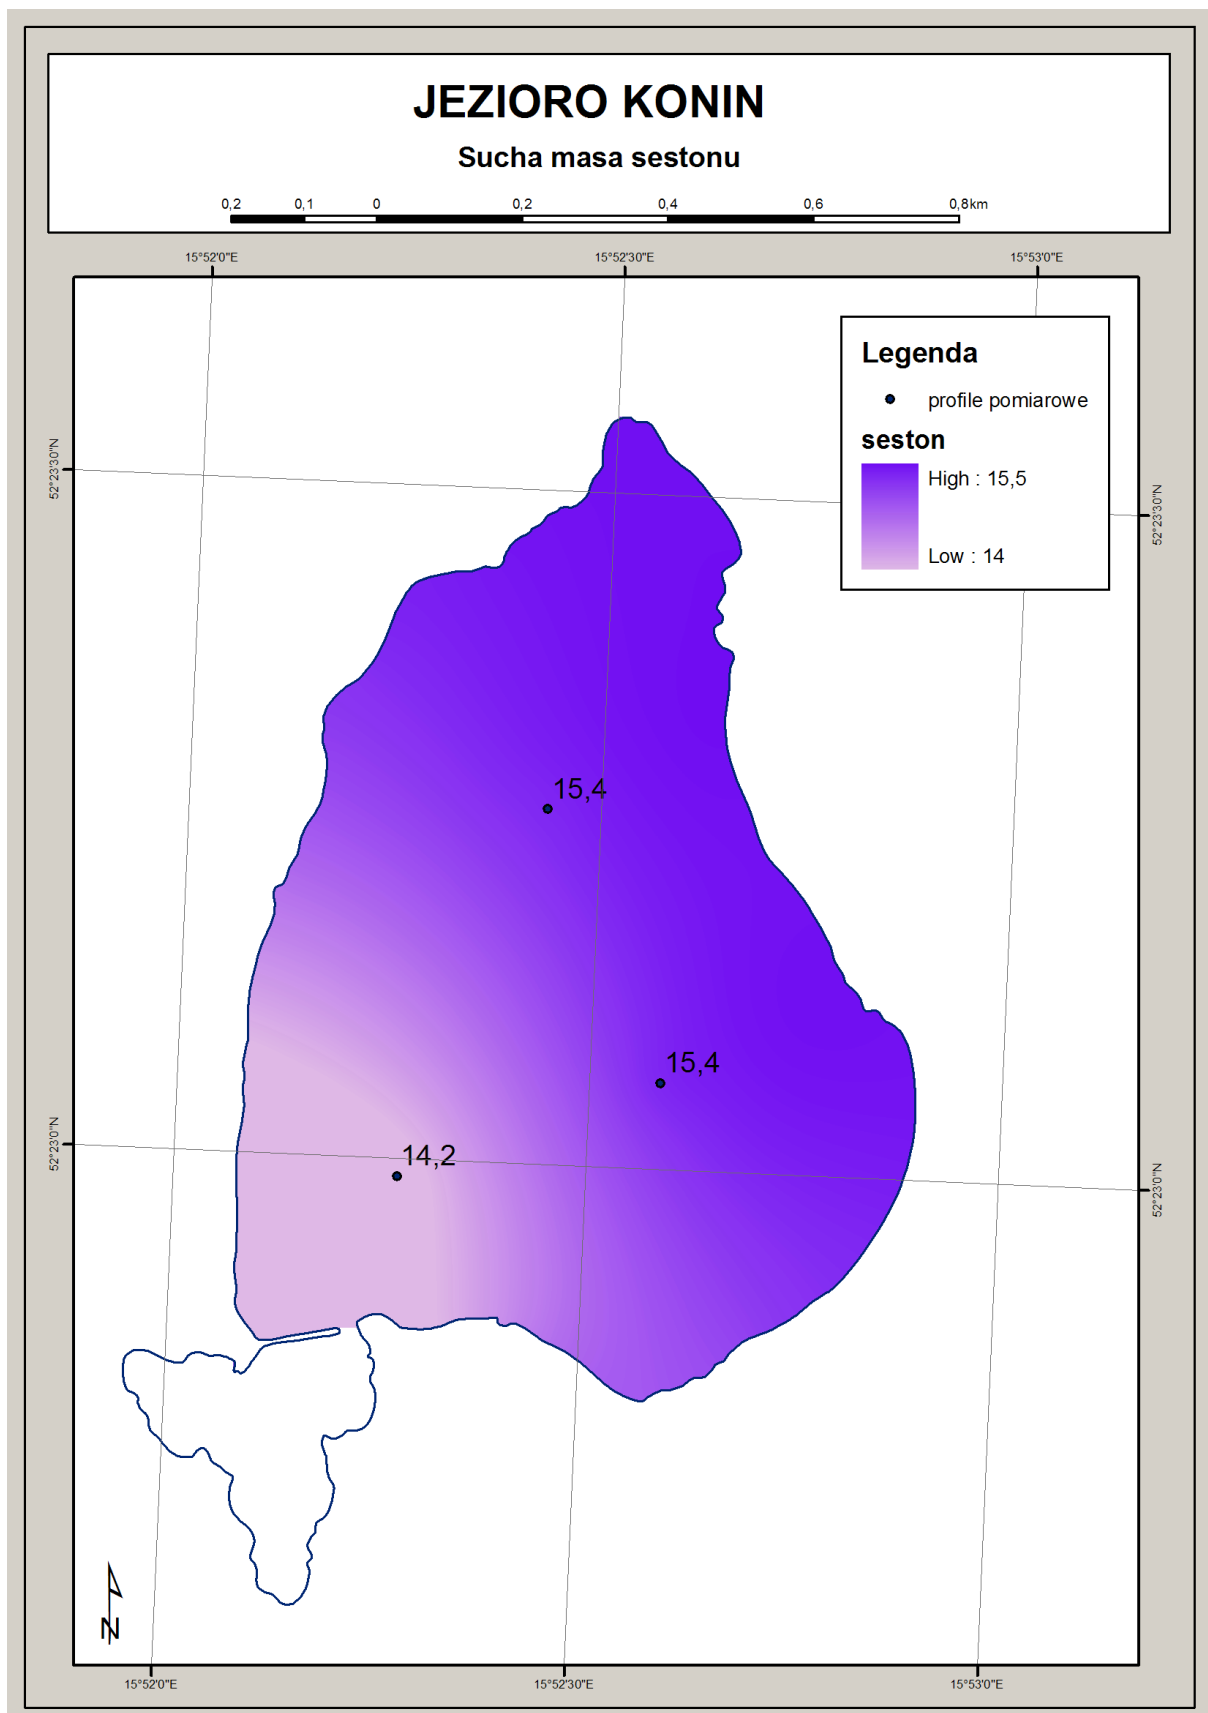 JEZIORO KONIN
Sucha masa sestonu
0,2 0,1 0 0,2 0,4 0,6 0,8 km
15°52'0"E 15°52'30"E 15°53'0"E
Legenda
profile pomiarowe
seston
High : 15,5
Low : 14
52°23'30"N
52°23'30"N
15,4
15,4
14,2
52°23'0"N
52°23'0"N
N
15°52'0"E 15°52'30"E 15°53'0"E